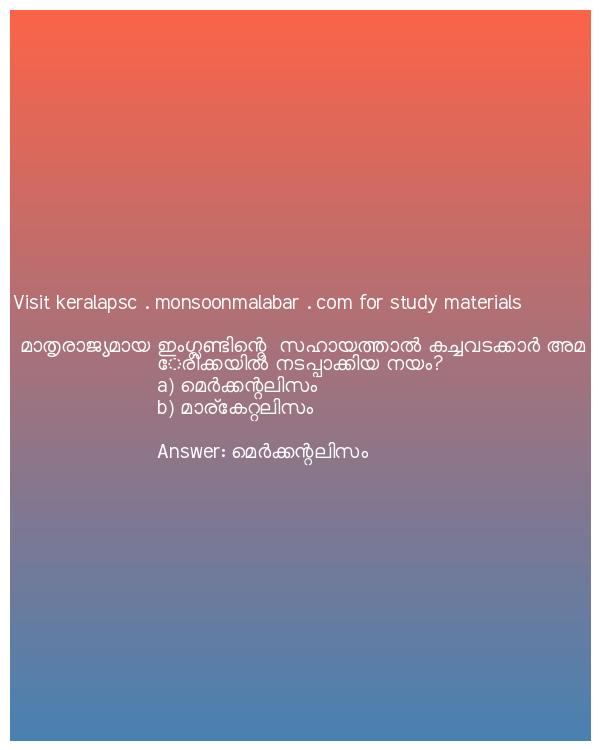 Visit keralapsc . monsoonmalabar . com for study materials
മാതൃരാജ്യമായ ഇംഗ്ലണ്ടിന്റെ സഹായത്താൽ കച്ചവടക്കാർ അമ
േരിക്കയിൽ നടപ്പാക്കിയ നയം?
a) മെർക്കന്റലിസം
b) മാര്കേറ്റലിസം
Answer: മെർക്കന്റലിസം